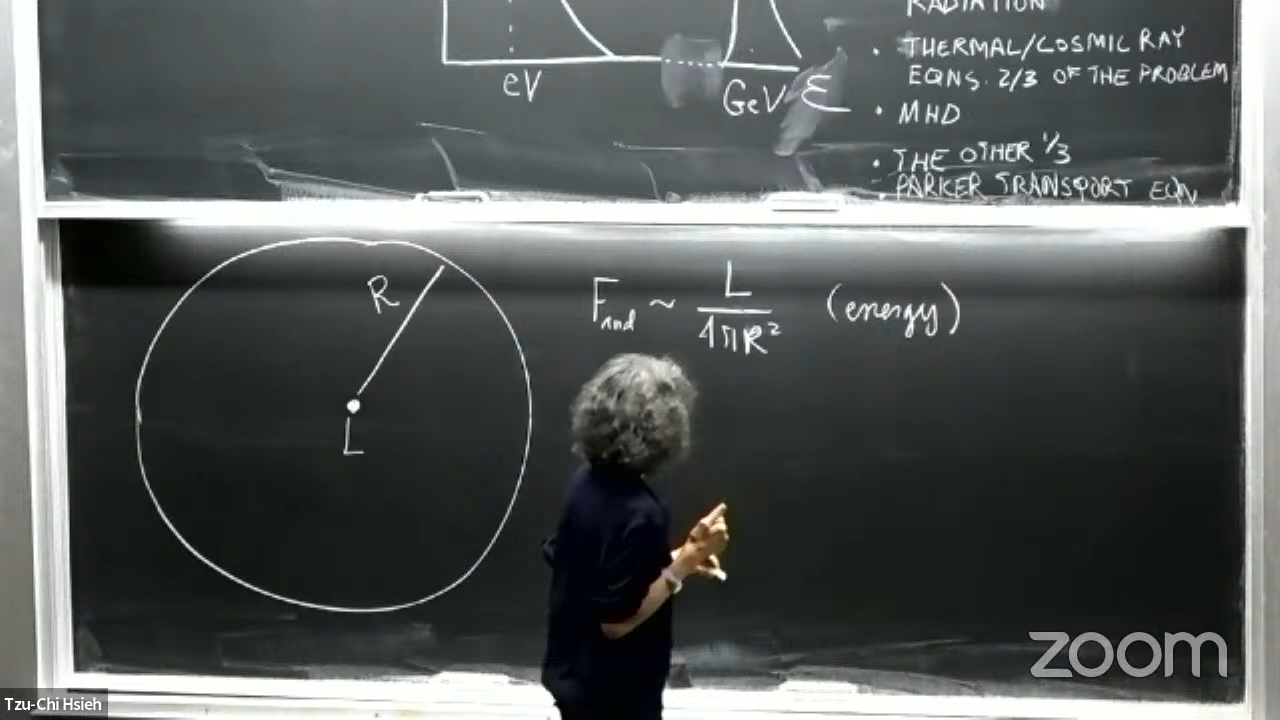 RADIATION
• THERMAL/COSMIC RAY
EQNS. 2/3 OF THE PROBLEM
• MHD
• THE OTHER 1/3
• PARKER TRANSPORT EQN
eV
GeV
ε
R
L
F_rad ~ L / 4πR² (energy)
zoom
Tzu-Chi Hsieh